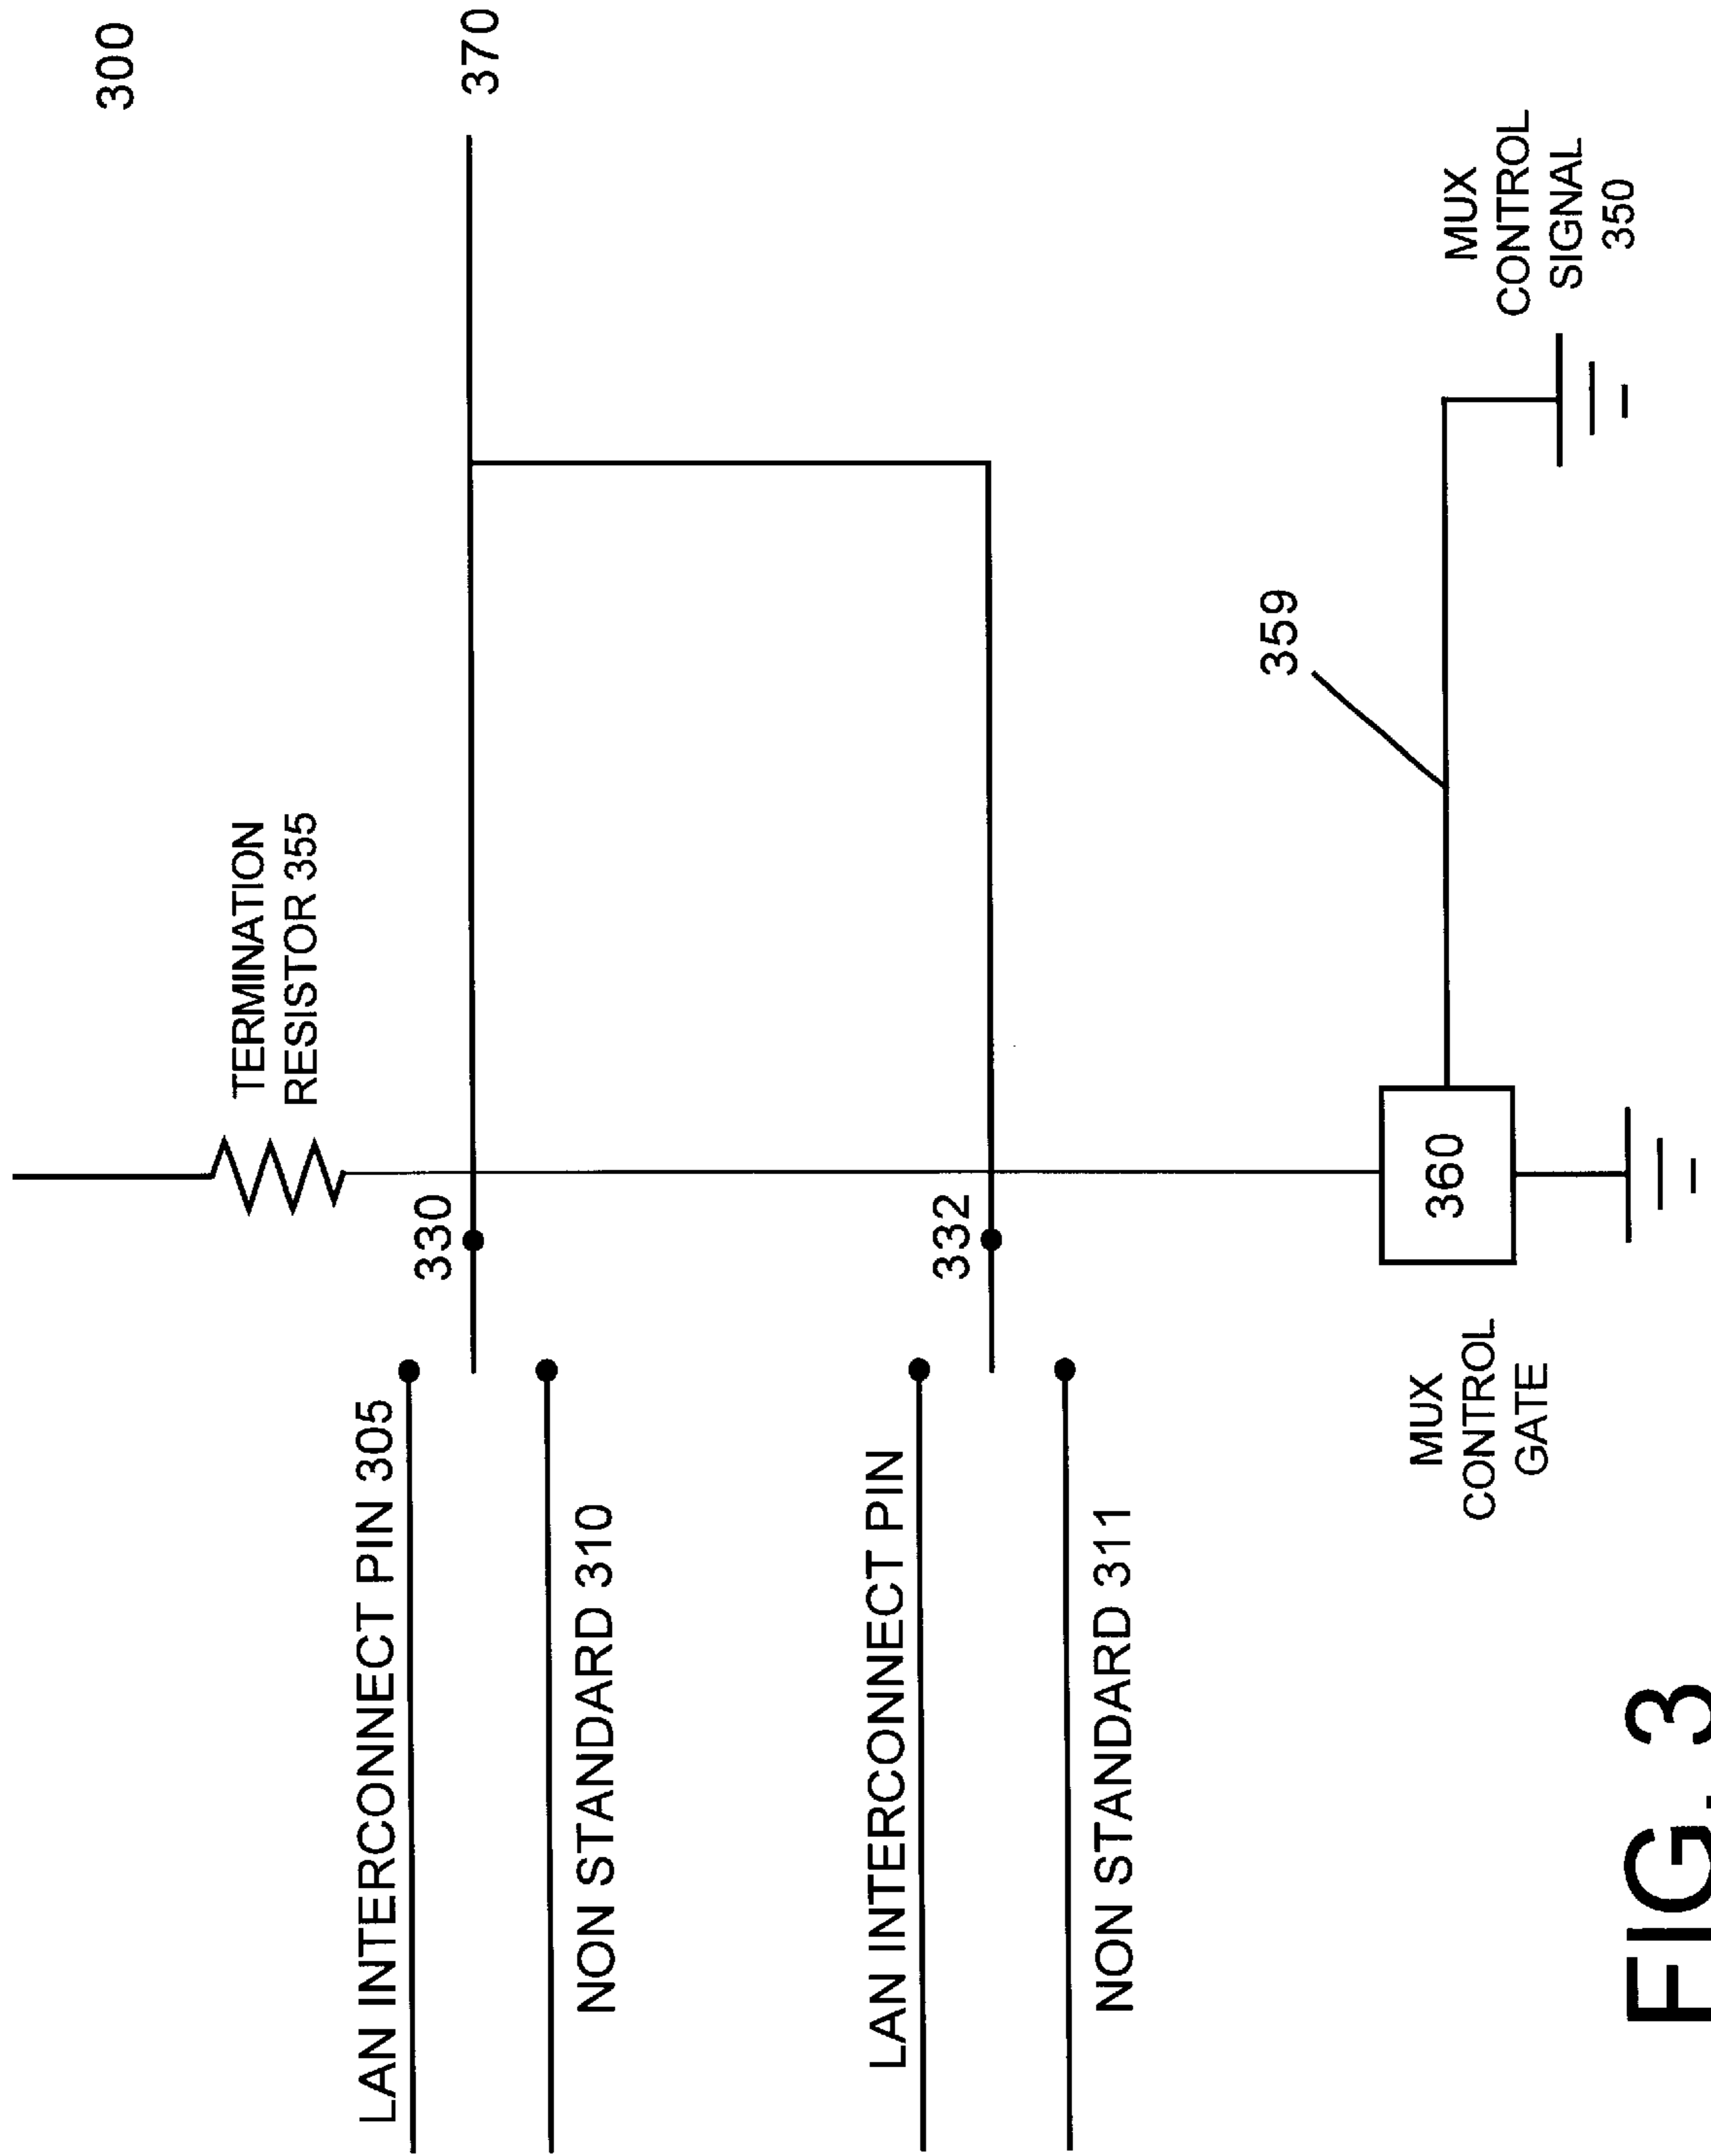 300
TERMINATION
RESISTOR 355
LAN INTERCONNECT PIN 305
330
370
NON STANDARD 310
LAN INTERCONNECT PIN
332
NON STANDARD 311
359
MUX
CONTROL
GATE
360
MUX
CONTROL
SIGNAL
350
FIG. 3